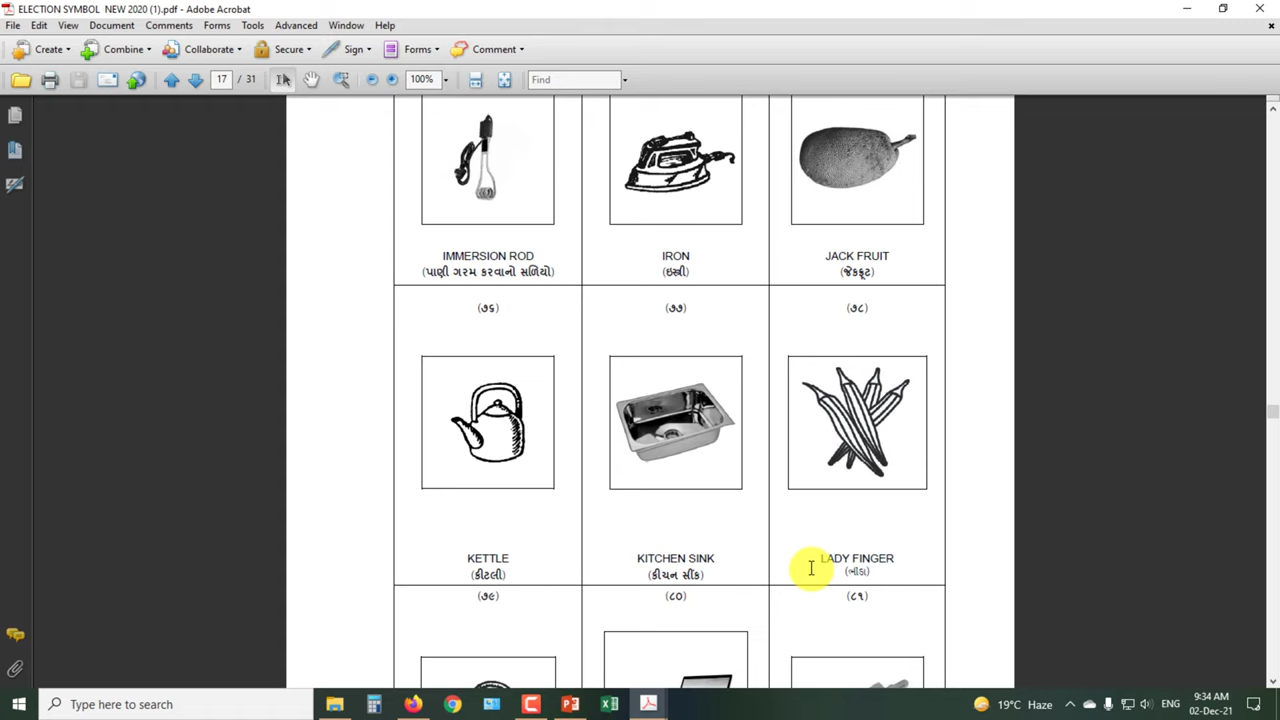 ELECTION SYMBOL  NEW 2020 (1).pdf - Adobe Acrobat
File Edit View Document Comments Forms Tools Advanced Window Help
Create Combine Collaborate Secure Sign Forms Comment
17 / 31 100% Find
IMMERSION ROD IRON JACK FRUIT
(પાણી ગરમ કરવાનો સળિયો) (ઇસ્ત્રી) (જેકફ્રૂટ)
(૭૬) (૭૭) (૭૮)
KETTLE KITCHEN SINK LADY FINGER
(કીટલી) (કીચન સીંક) (ભીંડા)
(૭૯) (૮૦) (૮૧)
Type here to search 19°C Haze ENG 9:34 AM
02-Dec-21